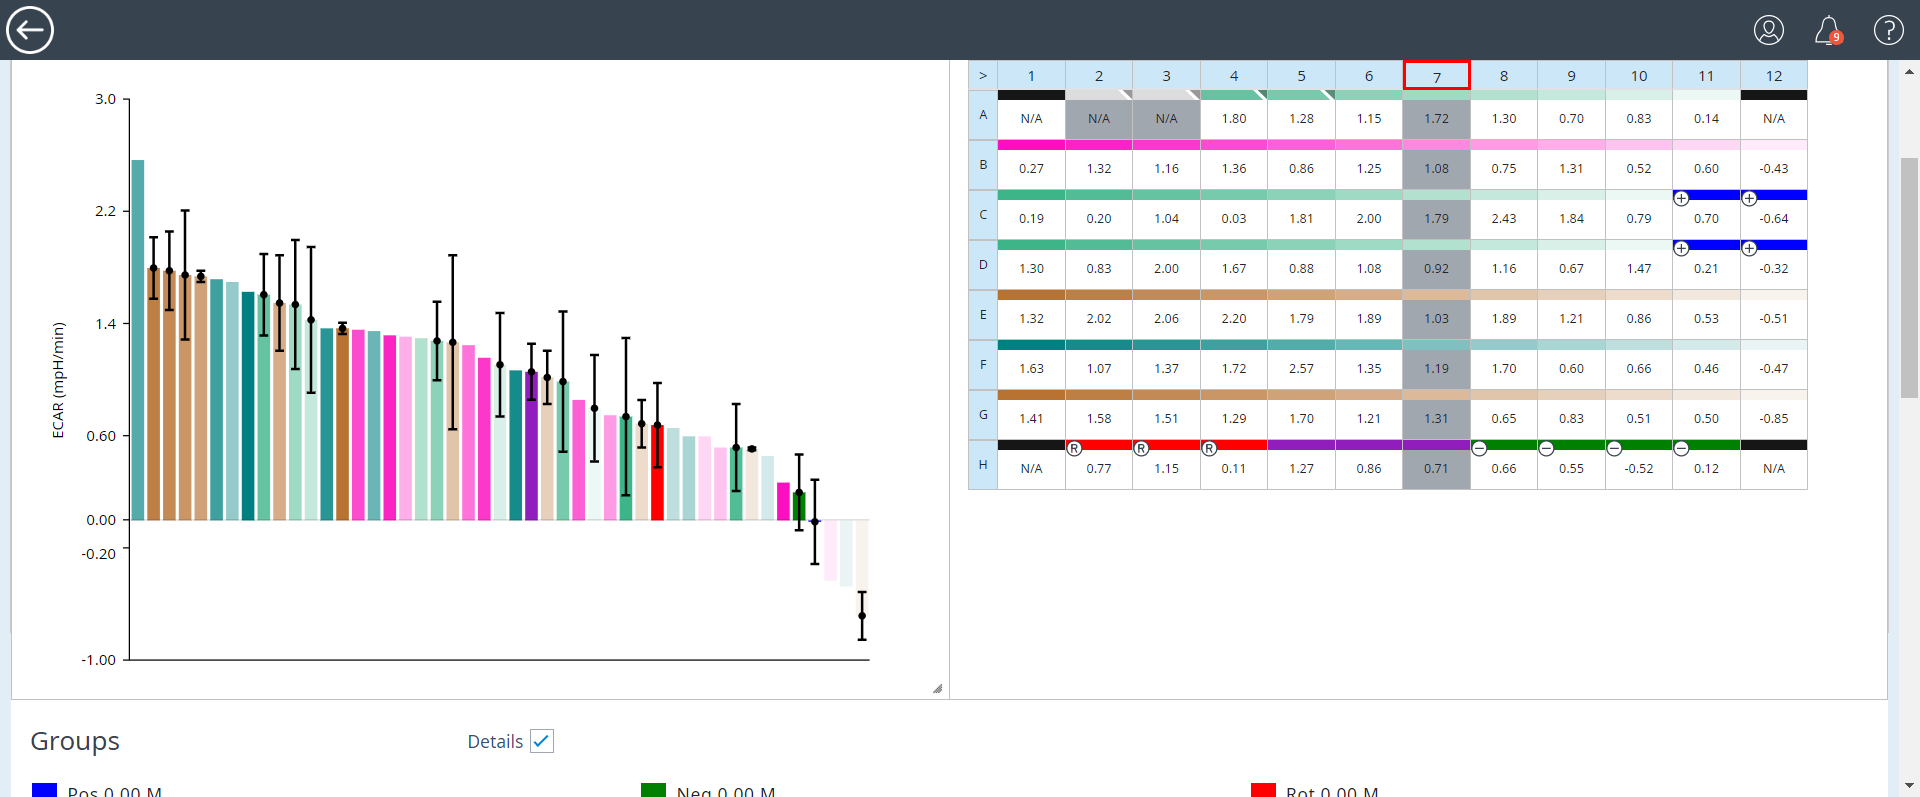 9
?
3.0
2.2
1.4
0.60
0.00
-0.20
-1.00
ECAR (mpH/min)
> 1 2 3 4 5 6 7 8 9 10 11 12
A N/A N/A N/A 1.80 1.28 1.15 1.72 1.30 0.70 0.83 0.14 N/A
B 0.27 1.32 1.16 1.36 0.86 1.25 1.08 0.75 1.31 0.52 0.60 -0.43
+ +
C 0.19 0.20 1.04 0.03 1.81 2.00 1.79 2.43 1.84 0.79 0.70 -0.64
+ +
D 1.30 0.83 2.00 1.67 0.88 1.08 0.92 1.16 0.67 1.47 0.21 -0.32
E 1.32 2.02 2.06 2.20 1.79 1.89 1.03 1.89 1.21 0.86 0.53 -0.51
F 1.63 1.07 1.37 1.72 2.57 1.35 1.19 1.70 0.60 0.66 0.46 -0.47
G 1.41 1.58 1.51 1.29 1.70 1.21 1.31 0.65 0.83 0.51 0.50 -0.85
R R R − − − −
H N/A 0.77 1.15 0.11 1.27 0.86 0.71 0.66 0.55 -0.52 0.12 N/A
Groups
Details
Pos 0.00 M
Neg 0.00 M
Rot 0.00 M